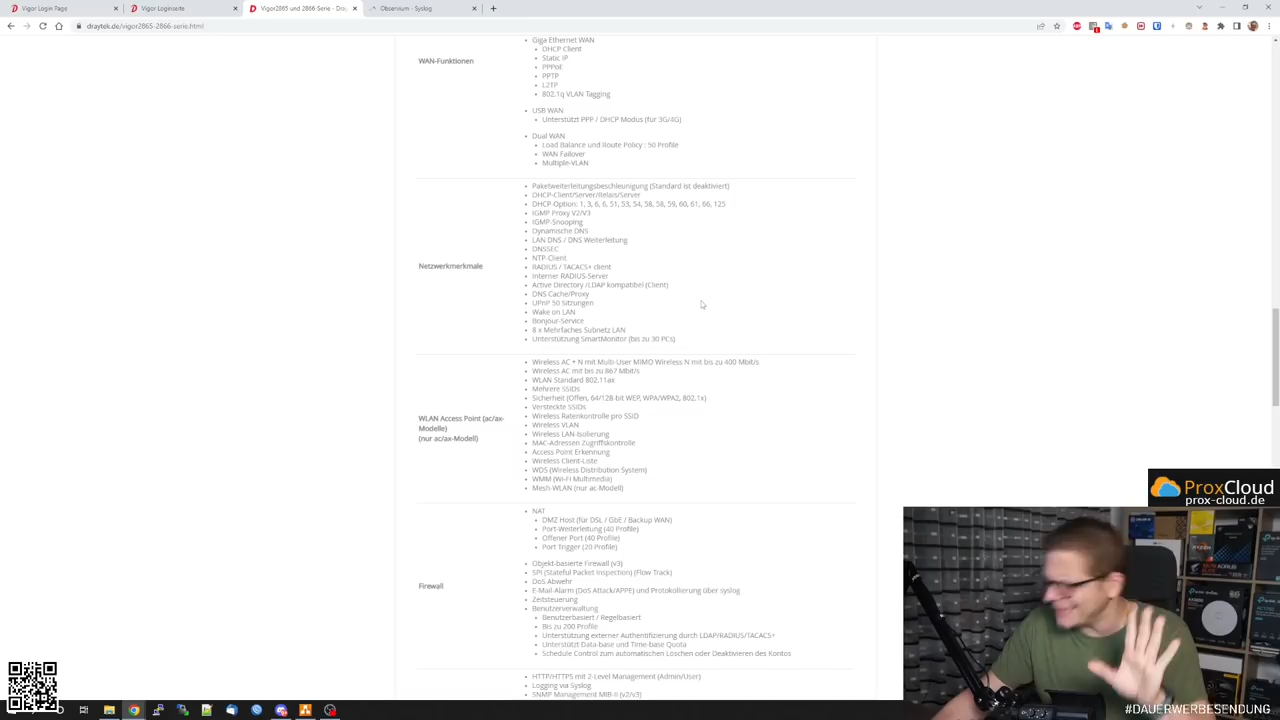 Vigor Login Page
Vigor Loginseite
Vigor2865 und 2866-Serie - Dray
Observium - Syslog
draytek.de/vigor2865-2866-serie.html
WAN-Funktionen
Giga Ethernet WAN
DHCP Client
Static IP
PPPoE
PPTP
L2TP
802.1q VLAN Tagging
USB WAN
Unterstützt PPP / DHCP Modus (für 3G/4G)
Dual WAN
Load Balance und Route Policy : 50 Profile
WAN Failover
Multiple-VLAN
Netzwerkmerkmale
Paketweiterleitungsbeschleunigung (Standard ist deaktiviert)
DHCP-Client/Server/Relais/Server
DHCP-Option: 1, 3, 6, 6, 51, 53, 54, 58, 58, 59, 60, 61, 66, 125
IGMP Proxy V2/V3
IGMP-Snooping
Dynamische DNS
LAN DNS / DNS Weiterleitung
DNSSEC
NTP-Client
RADIUS / TACACS+ client
Interner RADIUS-Server
Active Directory /LDAP kompatibel (Client)
DNS Cache/Proxy
UPnP 50 Sitzungen
Wake on LAN
Bonjour-Service
8 x Mehrfaches Subnetz LAN
Unterstützung SmartMonitor (bis zu 30 PCs)
WLAN Access Point (ac/ax-
Modelle)
(nur ac/ax-Modell)
Wireless AC + N mit Multi-User MIMO Wireless N mit bis zu 400 Mbit/s
Wireless AC mit bis zu 867 Mbit/s
WLAN Standard 802.11ax
Mehrere SSIDs
Sicherheit (Offen, 64/128-bit WEP, WPA/WPA2, 802.1x)
Versteckte SSIDs
Wireless Ratenkontrolle pro SSID
Wireless VLAN
Wireless LAN-Isolierung
MAC-Adressen Zugriffskontrolle
Access Point Erkennung
Wireless Client-Liste
WDS (Wireless Distribution System)
WMM (Wi-Fi Multimedia)
Mesh-WLAN (nur ac-Modell)
Firewall
NAT
DMZ Host (für DSL / GbE / Backup WAN)
Port-Weiterleitung (40 Profile)
Offener Port (40 Profile)
Port Trigger (20 Profile)
Objekt-basierte Firewall (v3)
SPI (Stateful Packet Inspection) (Flow Track)
DoS Abwehr
E-Mail-Alarm (DoS Attack/APPE) und Protokollierung über syslog
Zeitsteuerung
Benutzerverwaltung
Benutzerbasiert / Regelbasiert
Bis zu 200 Profile
Unterstützung externer Authentifizierung durch LDAP/RADIUS/TACACS+
Unterstützt Data-base und Time-base Quota
Schedule Control zum automatischen Löschen oder Deaktivieren des Kontos
HTTP/HTTPS mit 2-Level Management (Admin/User)
Logging via Syslog
SNMP Management MIB-II (v2/v3)
ProxCloud
prox-cloud.de
#DAUERWERBESENDUNG